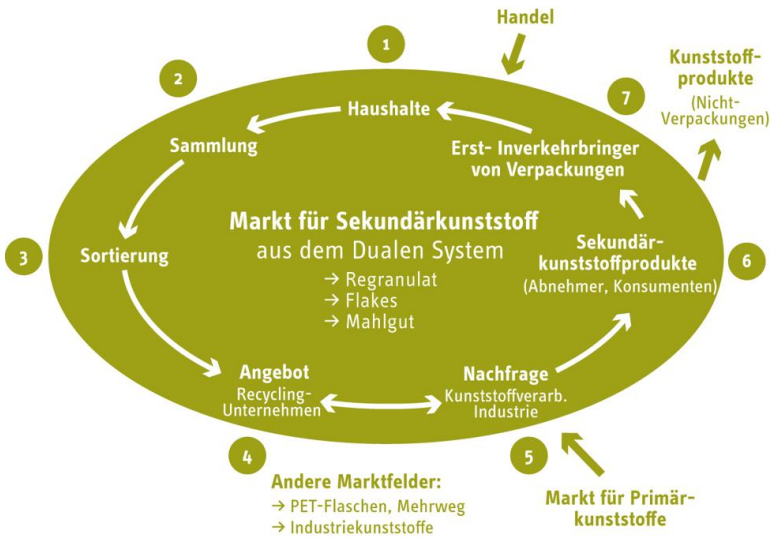 Handel
1
Kunststoff-
produkte
(Nicht-
Verpackungen)
2
7
Haushalte
Sammlung
Erst- Inverkehrbringer
von Verpackungen
Markt für Sekundärkunststoff
aus dem Dualen System
→ Regranulat
→ Flakes
→ Mahlgut
3
Sortierung
Sekundär-
kunststoffprodukte
(Abnehmer, Konsumenten)
6
Angebot
Recycling-
Unternehmen
Nachfrage
Kunststoffverarb.
Industrie
4
5
Andere Marktfelder:
→ PET-Flaschen, Mehrweg
→ Industriekunststoffe
Markt für Primär-
kunststoffe